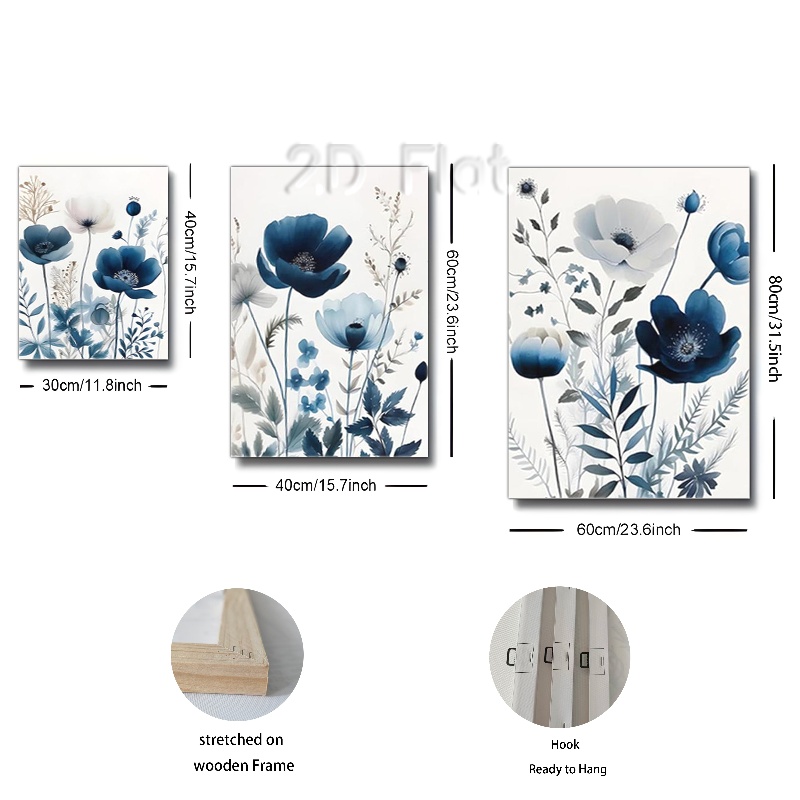 2D Flat
40cm/15.7inch
60cm/23.6inch
80cm/31.5inch
30cm/11.8inch
40cm/15.7inch
60cm/23.6inch
stretched on
wooden Frame
Hook
Ready to Hang